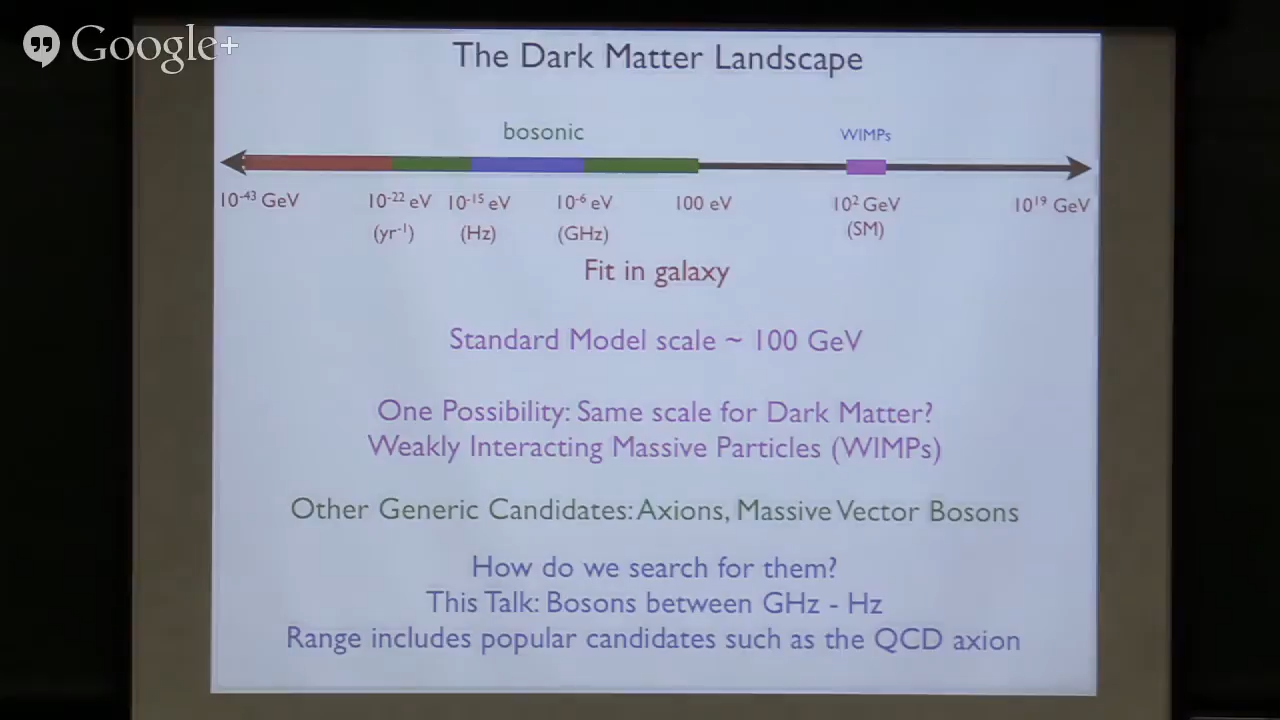 Google+
The Dark Matter Landscape
bosonic
WIMPs
10⁻⁴³ GeV
10⁻²² eV
10⁻¹⁵ eV
10⁻⁶ eV
100 eV
10² GeV
10¹⁹ GeV
(yr⁻¹)
(Hz)
(GHz)
(SM)
Fit in galaxy
Standard Model scale ~ 100 GeV
One Possibility: Same scale for Dark Matter?
Weakly Interacting Massive Particles (WIMPs)
Other Generic Candidates: Axions, Massive Vector Bosons
How do we search for them?
This Talk: Bosons between GHz - Hz
Range includes popular candidates such as the QCD axion